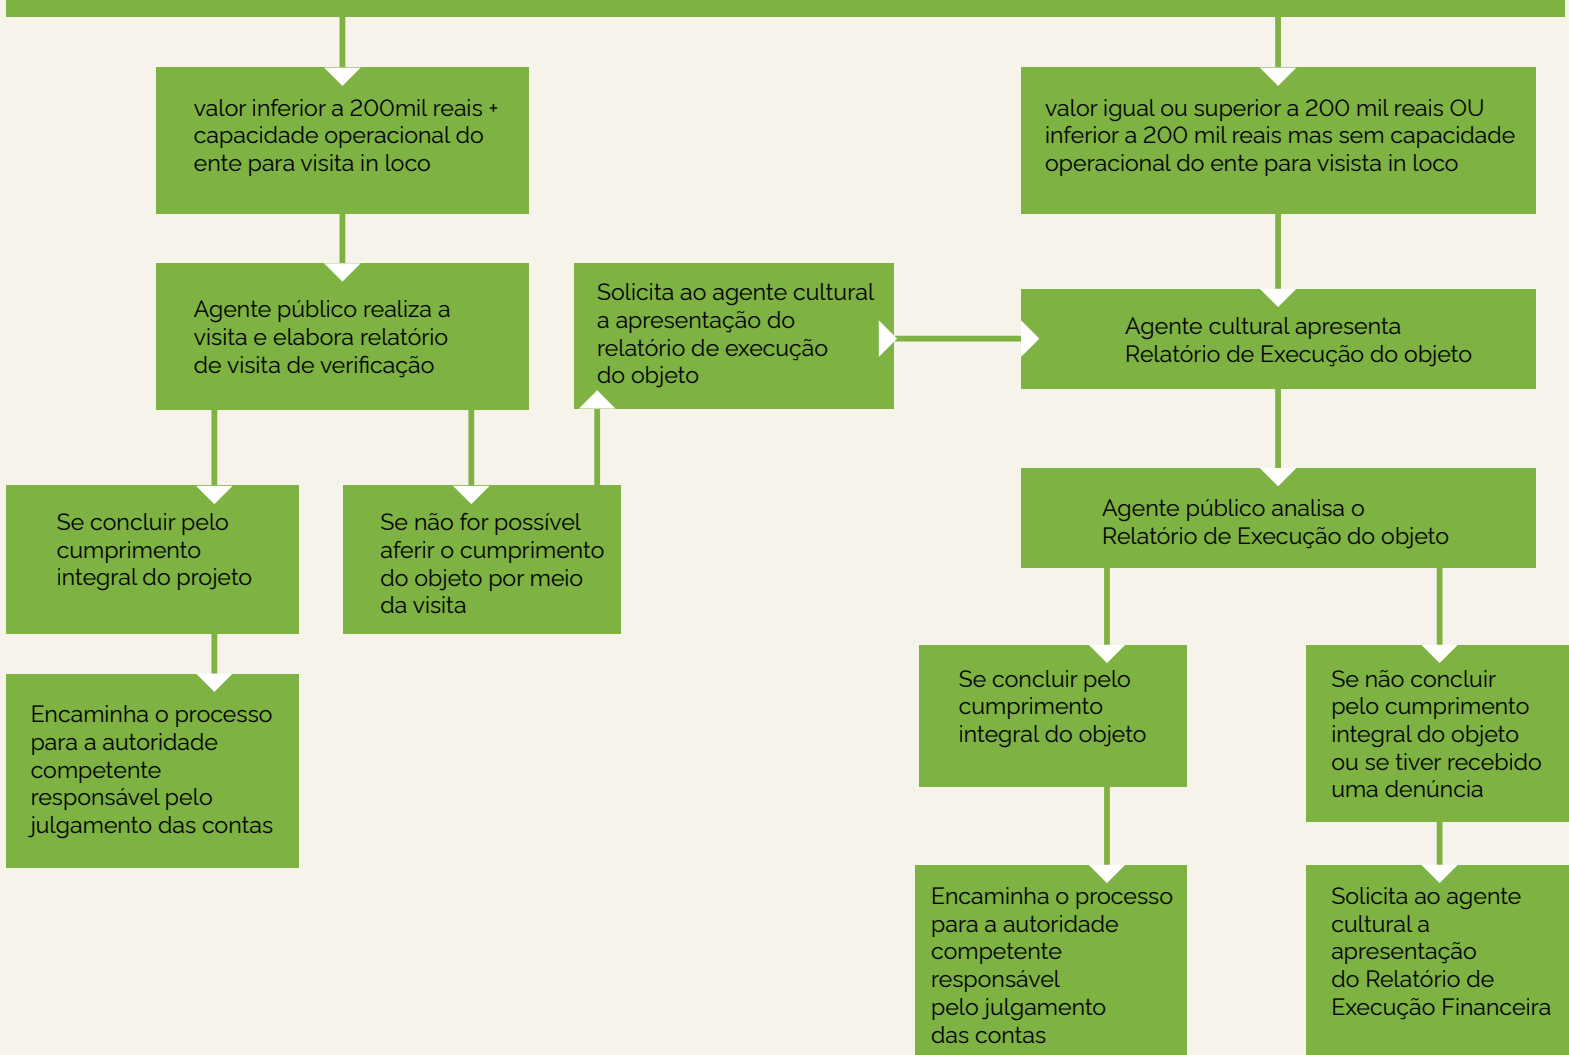 valor inferior a 200mil reais +
capacidade operacional do
ente para visita in loco
valor igual ou superior a 200 mil reais OU
inferior a 200 mil reais mas sem capacidade
operacional do ente para visista in loco
Agente público realiza a
visita e elabora relatório
de visita de verificação
Solicita ao agente cultural
a apresentação do
relatório de execução
do objeto
Agente cultural apresenta
Relatório de Execução do objeto
Se concluir pelo
cumprimento
integral do projeto
Se não for possível
aferir o cumprimento
do objeto por meio
da visita
Agente público analisa o
Relatório de Execução do objeto
Encaminha o processo
para a autoridade
competente
responsável pelo
julgamento das contas
Se concluir pelo
cumprimento
integral do objeto
Se não concluir
pelo cumprimento
integral do objeto
ou se tiver recebido
uma denúncia
Encaminha o processo
para a autoridade
competente
responsável
pelo julgamento
das contas
Solicita ao agente
cultural a
apresentação
do Relatório de
Execução Financeira